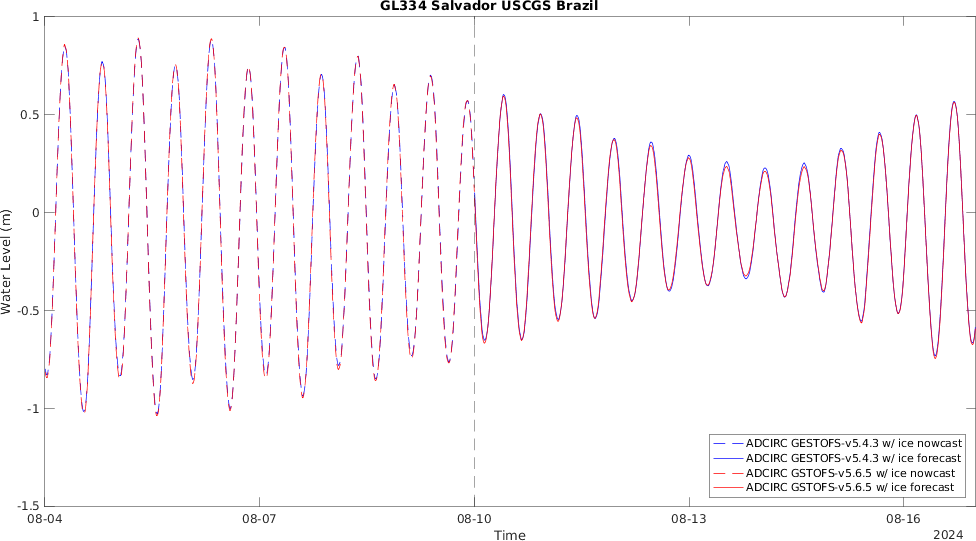 GL334 Salvador USCGS Brazil
1
0.5
0
-0.5
-1
-1.5
Water Level (m)
ADCIRC GESTOFS-v5.4.3 w/ ice nowcast
ADCIRC GESTOFS-v5.4.3 w/ ice forecast
ADCIRC GSTOFS-v5.6.5 w/ ice nowcast
ADCIRC GSTOFS-v5.6.5 w/ ice forecast
08-04 08-07 08-10 08-13 08-16
Time
2024